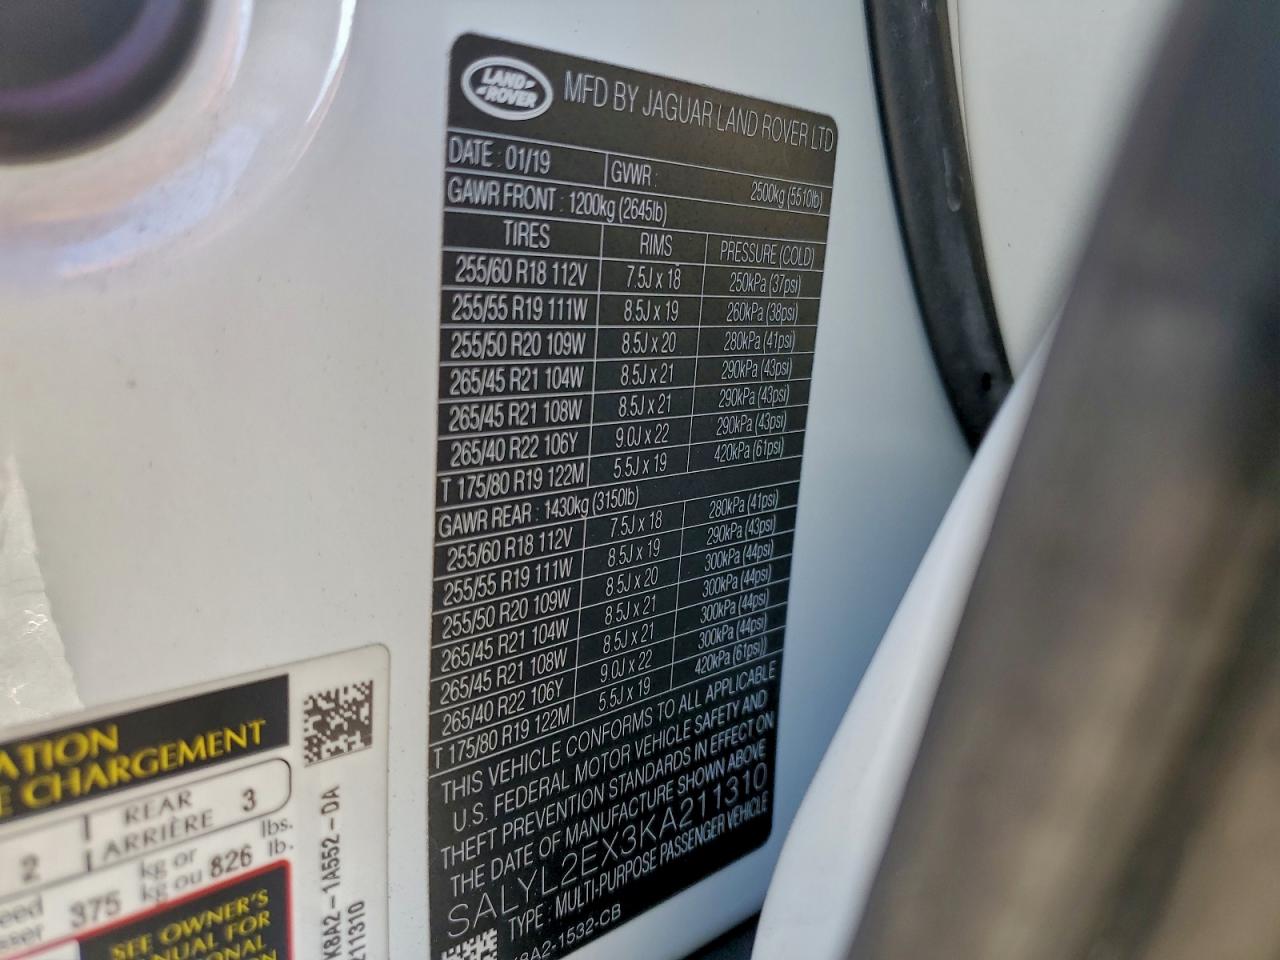 LAND ROVER
MFD BY JAGUAR LAND ROVER LTD
DATE : 01/19 GVWR : 2500kg (5510lb)
GAWR FRONT : 1200kg (2645lb)
TIRES RIMS PRESSURE (COLD)
255/60 R18 112V 7.5J x 18 250kPa (37psi)
255/55 R19 111W 8.5J x 19 260kPa (38psi)
255/50 R20 109W 8.5J x 20 280kPa (41psi)
265/45 R21 104W 8.5J x 21 290kPa (43psi)
265/45 R21 108W 8.5J x 21 290kPa (43psi)
265/40 R22 106Y 9.0J x 22 290kPa (43psi)
T 175/80 R19 122M 5.5J x 19 420kPa (61psi)
GAWR REAR : 1430kg (3150lb)
255/60 R18 112V 7.5J x 18 280kPa (41psi)
255/55 R19 111W 8.5J x 19 290kPa (43psi)
255/50 R20 109W 8.5J x 20 300kPa (44psi)
265/45 R21 104W 8.5J x 21 300kPa (44psi)
265/45 R21 108W 8.5J x 21 300kPa (44psi)
265/40 R22 106Y 9.0J x 22 300kPa (44psi)
T 175/80 R19 122M 5.5J x 19 420kPa (61psi))
THIS VEHICLE CONFORMS TO ALL APPLICABLE
U.S. FEDERAL MOTOR VEHICLE SAFETY AND
THEFT PREVENTION STANDARDS IN EFFECT ON
THE DATE OF MANUFACTURE SHOWN ABOVE
SALYL2EX3KA211310
TYPE : MULTI-PURPOSE PASSENGER VEHICLE
8A2-1532-CB
ATION
E CHARGEMENT
2 REAR 3
ARRIÈRE
375 kg or 826 lbs.
kg ou lb.
SEE OWNER'S
NUAL FOR
IONAL
K8A2-1A552-DA
211310